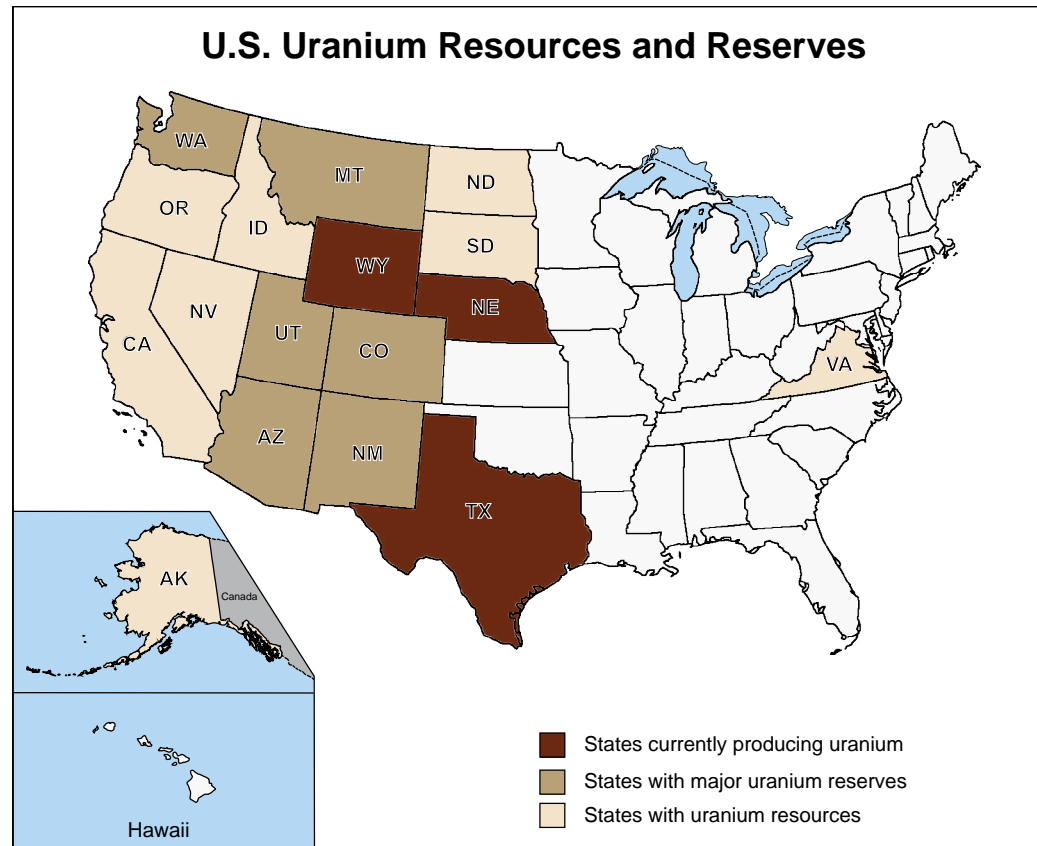 U.S. Uranium Resources and Reserves
WA
MT
ND
OR
ID
SD
WY
NE
NV
UT
CO
CA
VA
AZ
NM
TX
AK
Canada
Hawaii
States currently producing uranium
States with major uranium reserves
States with uranium resources